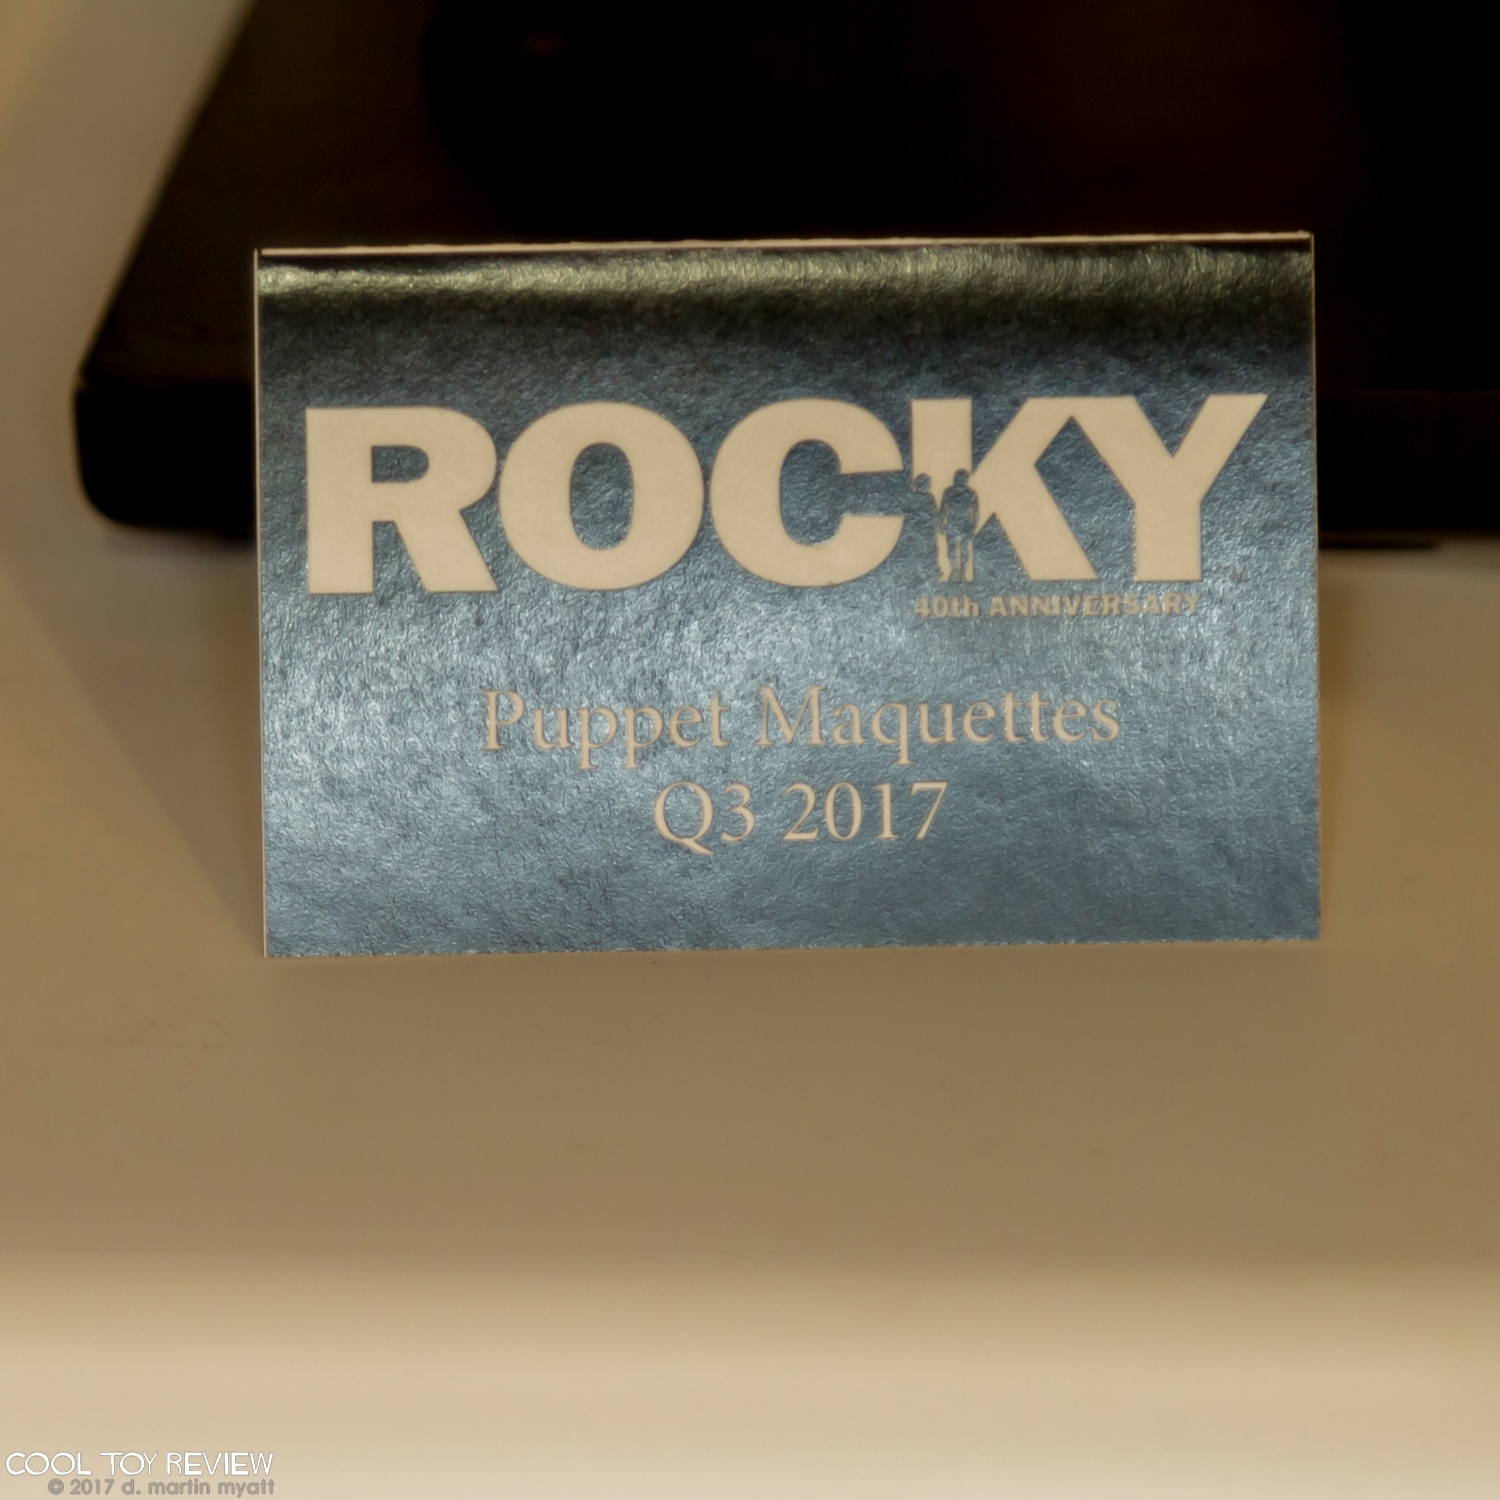 ROCKY
40th ANNIVERSARY
Puppet Maquettes
Q3 2017
COOL TOY REVIEW
© 2017 d. martin myatt